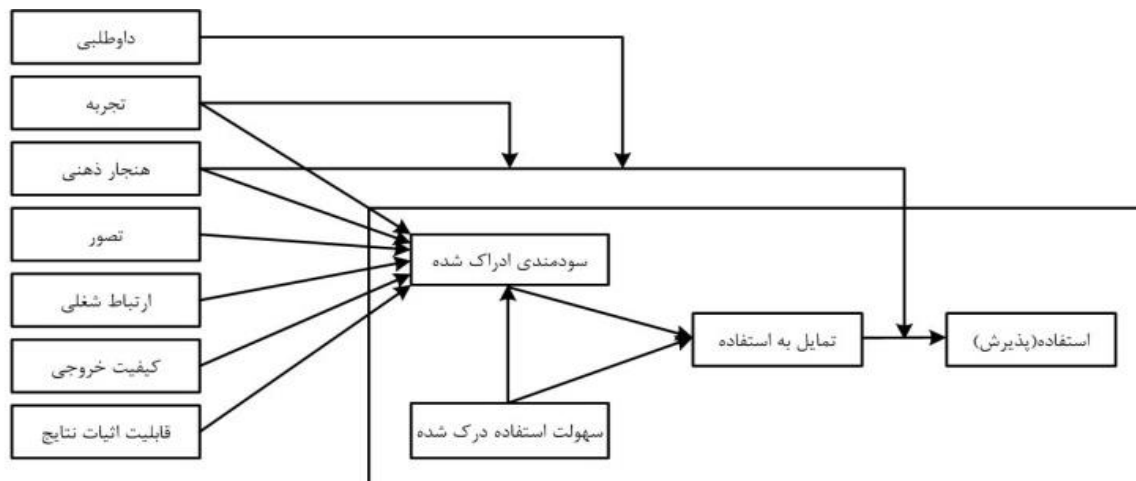 داوطلبی
تجربه
هنجار ذهنی
تصور
ارتباط شغلی
کیفیت خروجی
قابلیت اثبات نتایج
سودمندی ادراک شده
سهولت استفاده درک شده
تمایل به استفاده
استفاده(پذیرش)